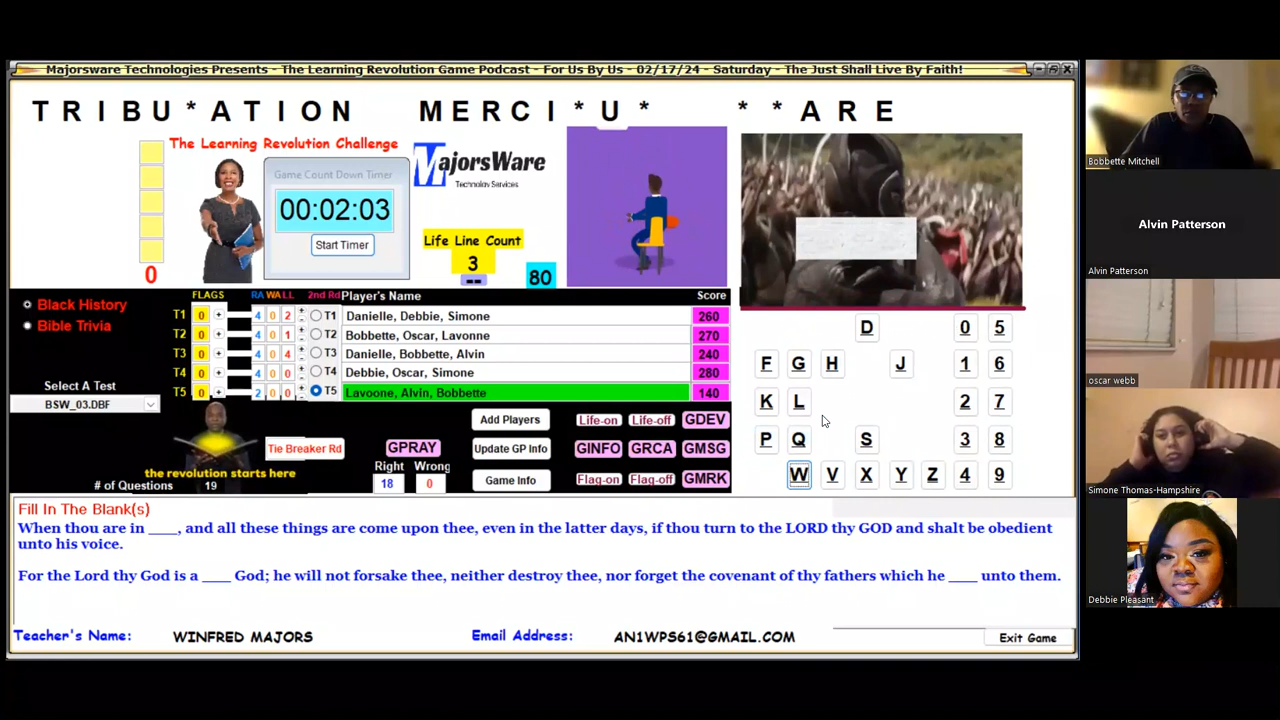 Majorsware Technologies Presents - The Learning Revolution Game Podcast - For Us By Us - 02/17/24 - Saturday - The Just Shall Live By Faith!
TRIBU*ATION MERCI*U* **ARE
The Learning Revolution Challenge
0
Game Count Down Timer
00:02:03
Start Timer
MajorsWare
Technology Services
Life Line Count
3
--
80
Black History
Bible Trivia
Select A Test
BSW_03.DBF
FLAGS RA WA LL 2nd Rd Player's Name Score
T1 0 + 4 0 2 T1 Danielle, Debbie, Simone 260
T2 0 + 4 0 1 T2 Bobbette, Oscar, Lavonne 270
T3 0 + 4 0 4 T3 Danielle, Bobbette, Alvin 240
T4 0 + 4 0 0 T4 Debbie, Oscar, Simone 280
T5 0 + 2 0 0 T5 Lavoone, Alvin, Bobbette 140
the revolution starts here
# of Questions 19
Tie Breaker Rd
GPRAY
Right Wrong
18 0
Add Players
Update GP Info
Game Info
Life-on Life-off GDEV
GINFO GRCA GMSG
Flag-on Flag-off GMRK
D 0 5
F G H J 1 6
K L 2 7
P Q S 3 8
W V X Y Z 4 9
Fill In The Blank(s)
When thou are in ____, and all these things are come upon thee, even in the latter days, if thou turn to the LORD thy GOD and shalt be obedient
unto his voice.
For the Lord thy God is a ____ God; he will not forsake thee, neither destroy thee, nor forget the covenant of thy fathers which he ____ unto them.
Teacher's Name: WINFRED MAJORS Email Address: AN1WPS61@GMAIL.COM
Exit Game
Bobbette Mitchell
Alvin Patterson
Alvin Patterson
oscar webb
Simone Thomas-Hampshire
Debbie Pleasant